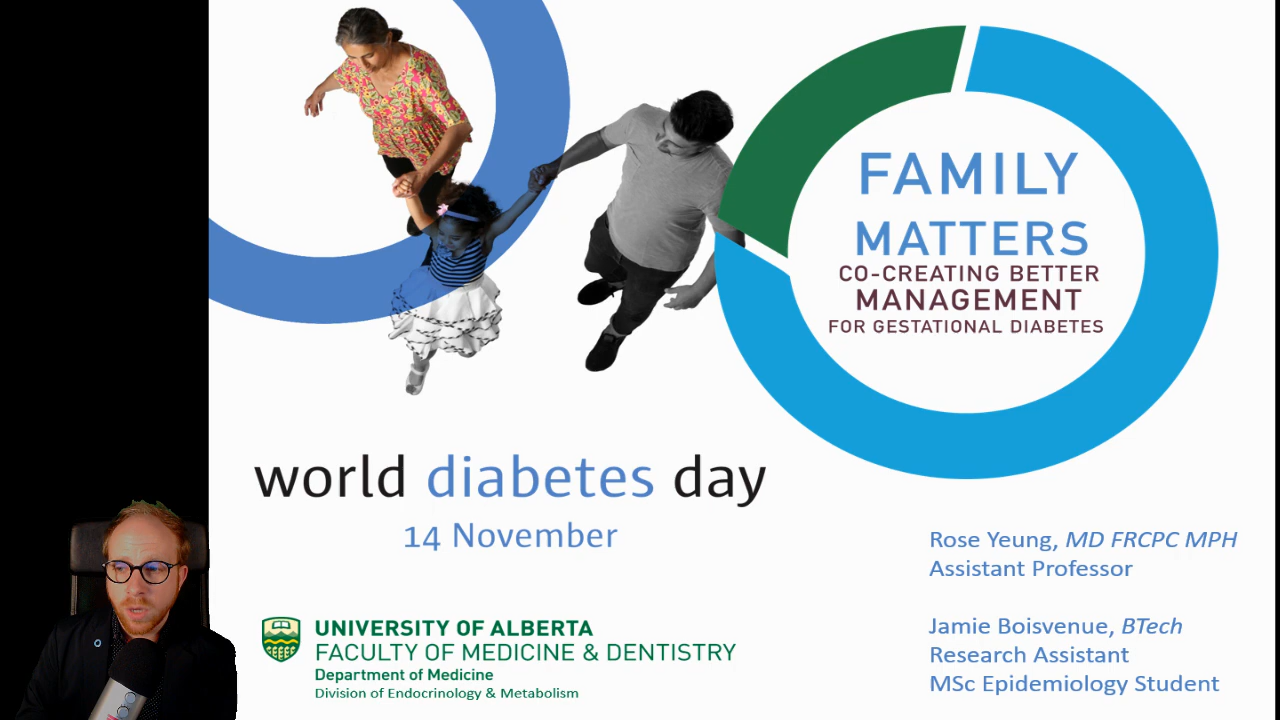 FAMILY
MATTERS
CO-CREATING BETTER
MANAGEMENT
FOR GESTATIONAL DIABETES
world diabetes day
14 November
Rose Yeung, MD FRCPC MPH
Assistant Professor
Jamie Boisvenue, BTech
Research Assistant
MSc Epidemiology Student
UNIVERSITY OF ALBERTA
FACULTY OF MEDICINE & DENTISTRY
Department of Medicine
Division of Endocrinology & Metabolism